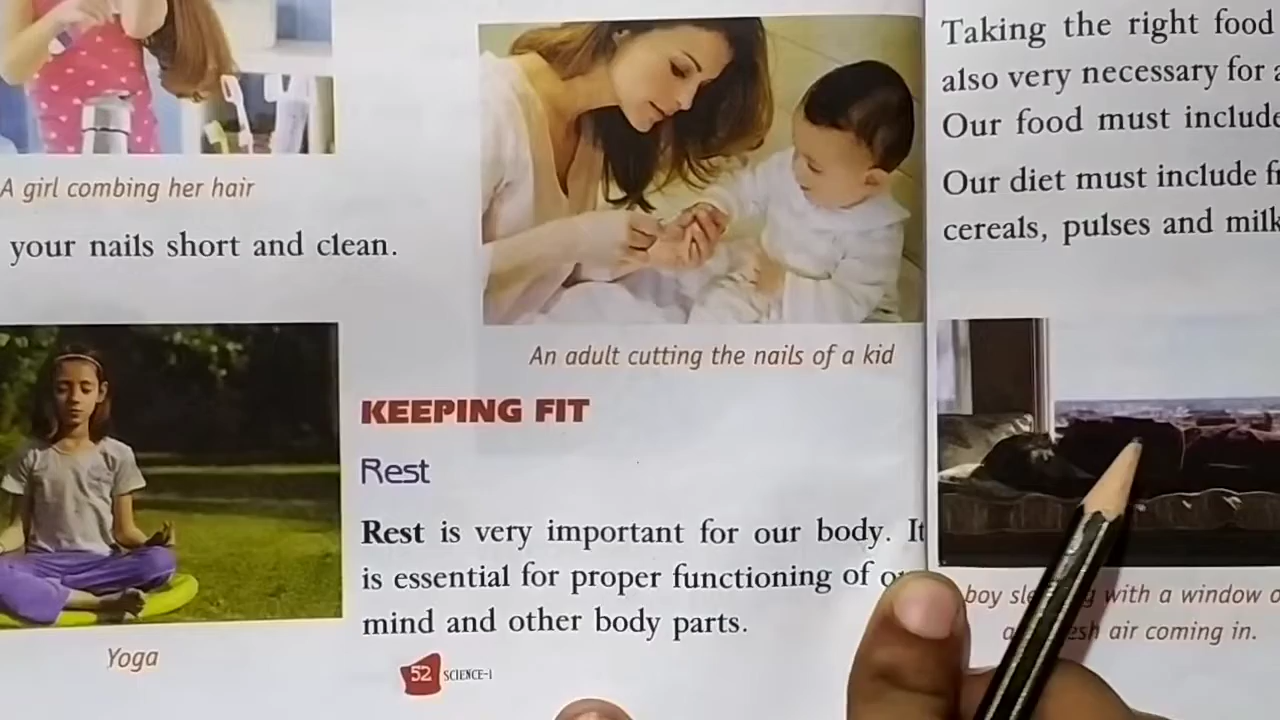 A girl combing her hair
your nails short and clean.
Yoga
An adult cutting the nails of a kid
KEEPING FIT
Rest
Rest is very important for our body. It
is essential for proper functioning of
mind and other body parts.
52 SCIENCE-1
Taking the right food
also very necessary for
Our food must include
Our diet must include
cereals, pulses and milk
boy with a window
air coming in.